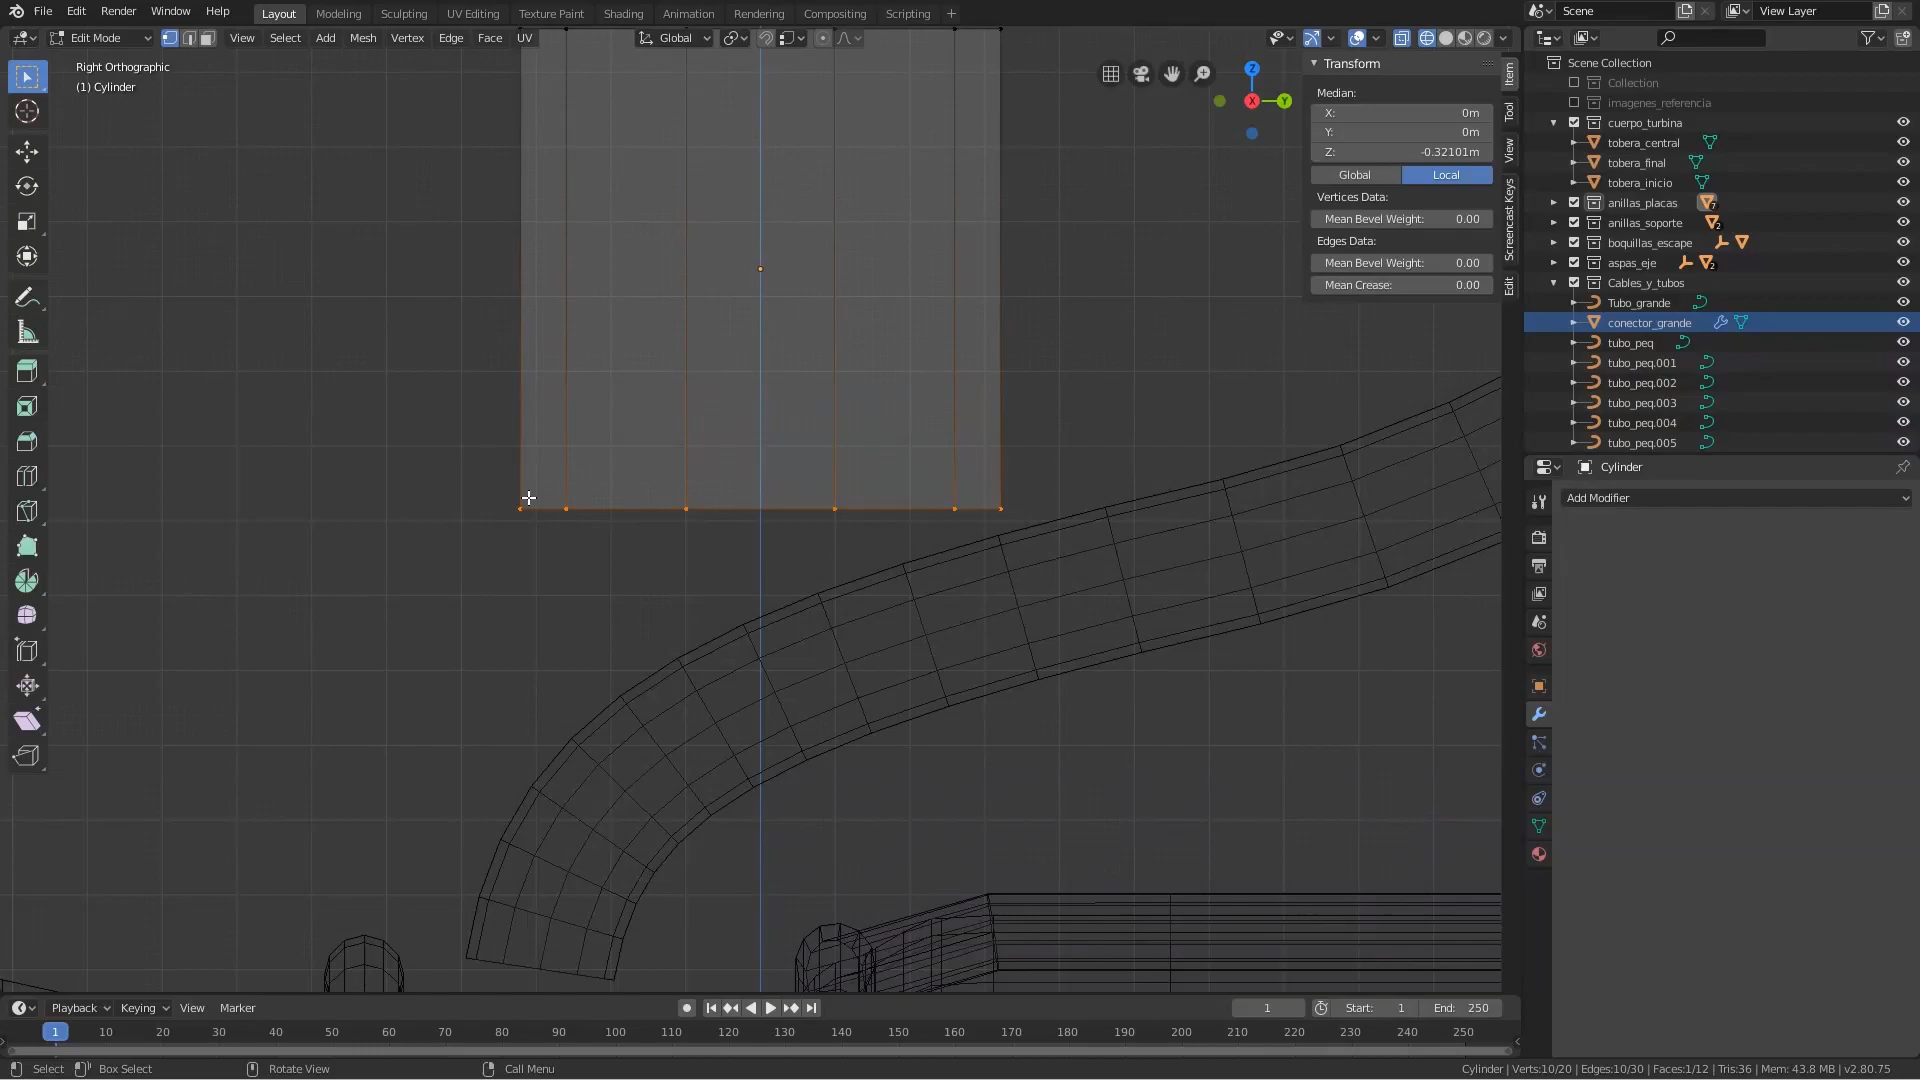 File Edit Render Window Help Layout Modeling Sculpting UV Editing Texture Paint Shading Animation Rendering Compositing Scripting + Scene View Layer
Edit Mode View Select Add Mesh Vertex Edge Face UV Global
Right Orthographic
(1) Cylinder
Z
X
Y
Transform
Median:
X: 0m
Y: 0m
Z: -0.32101m
Global Local
Vertices Data:
Mean Bevel Weight: 0.00
Edges Data:
Mean Bevel Weight: 0.00
Mean Crease: 0.00
Item
Tool
View
Screencast Keys
Edit
Scene Collection
Collection
imagenes_referencia
cuerpo_turbina
tobera_central
tobera_final
tobera_inicio
anillas_placas 7
anillas_soporte 2
boquillas_escape
aspas_eje 2
Cables_y_tubos
Tubo_grande
conector_grande
tubo_peq
tubo_peq.001
tubo_peq.002
tubo_peq.003
tubo_peq.004
tubo_peq.005
Cylinder
Add Modifier
Playback Keying View Marker 1 Start: 1 End: 250
1 10 20 30 40 50 60 70 80 90 100 110 120 130 140 150 160 170 180 190 200 210 220 230 240 250
Select Box Select Rotate View Call Menu Cylinder | Verts:10/20 | Edges:10/30 | Faces:1/12 | Tris:36 | Mem: 43.8 MB | v2.80.75